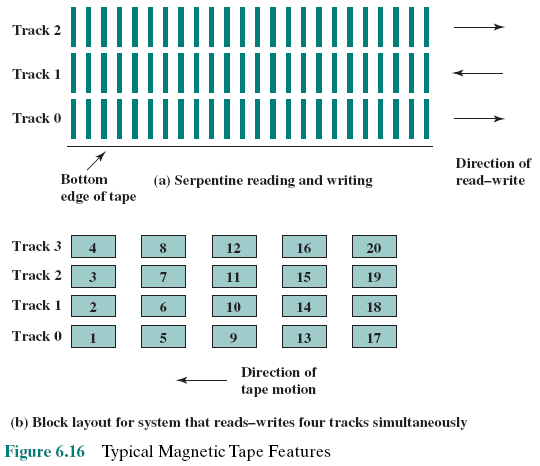 Track 2
Track 1
Track 0
Bottom
edge of tape
(a) Serpentine reading and writing
Direction of
read–write
Track 3 4 8 12 16 20
Track 2 3 7 11 15 19
Track 1 2 6 10 14 18
Track 0 1 5 9 13 17
Direction of
tape motion
(b) Block layout for system that reads–writes four tracks simultaneously
Figure 6.16 Typical Magnetic Tape Features